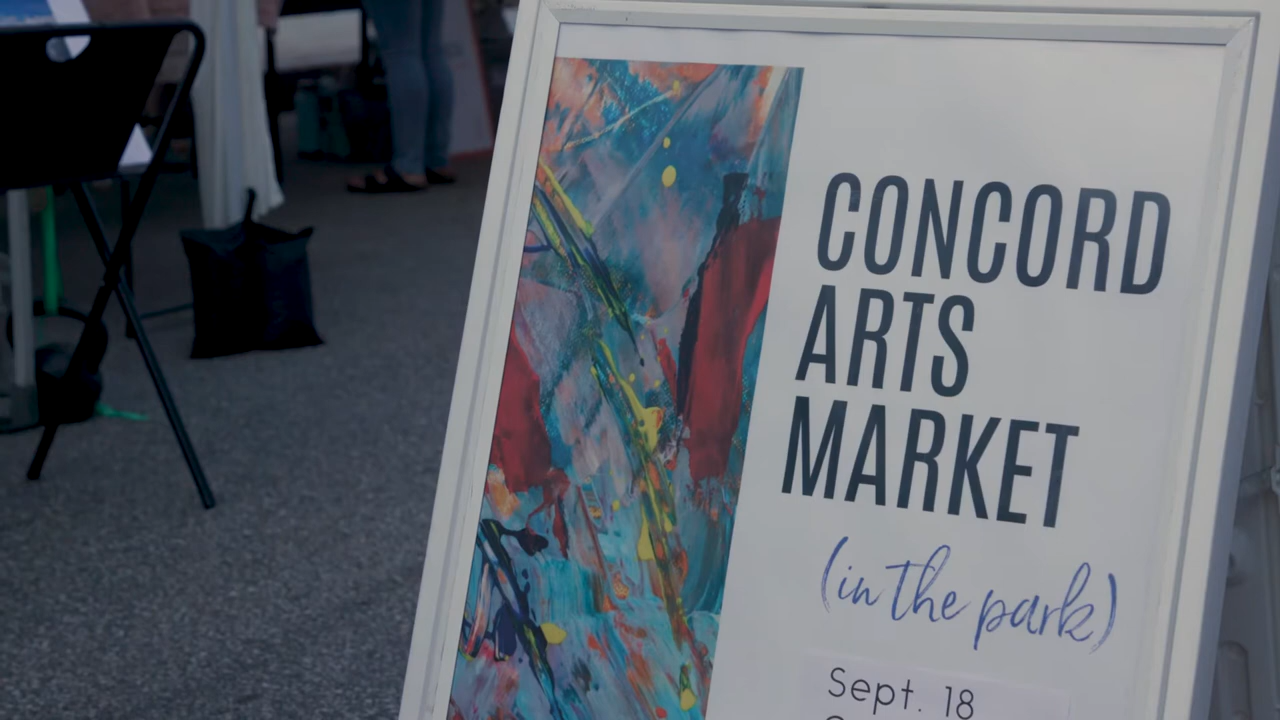 CONCORD
ARTS
MARKET
(in the park)
Sept. 18